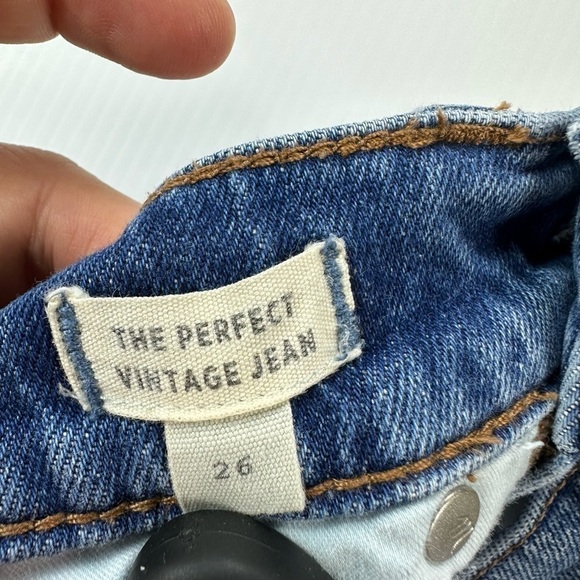 THE PERFECT
VINTAGE JEAN
26